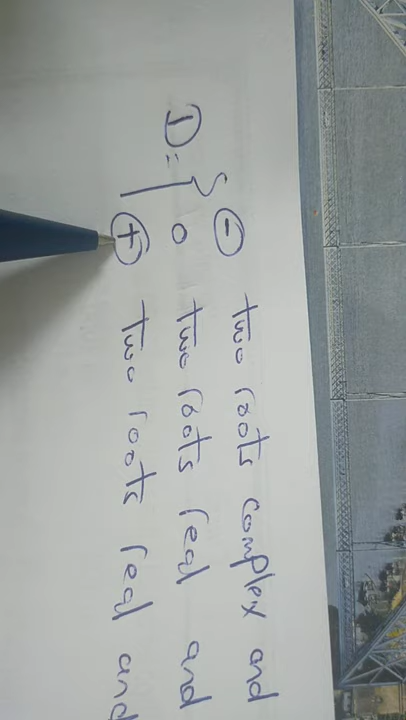 - two roots complex and
D = { 0 two roots real and
+ two roots real and